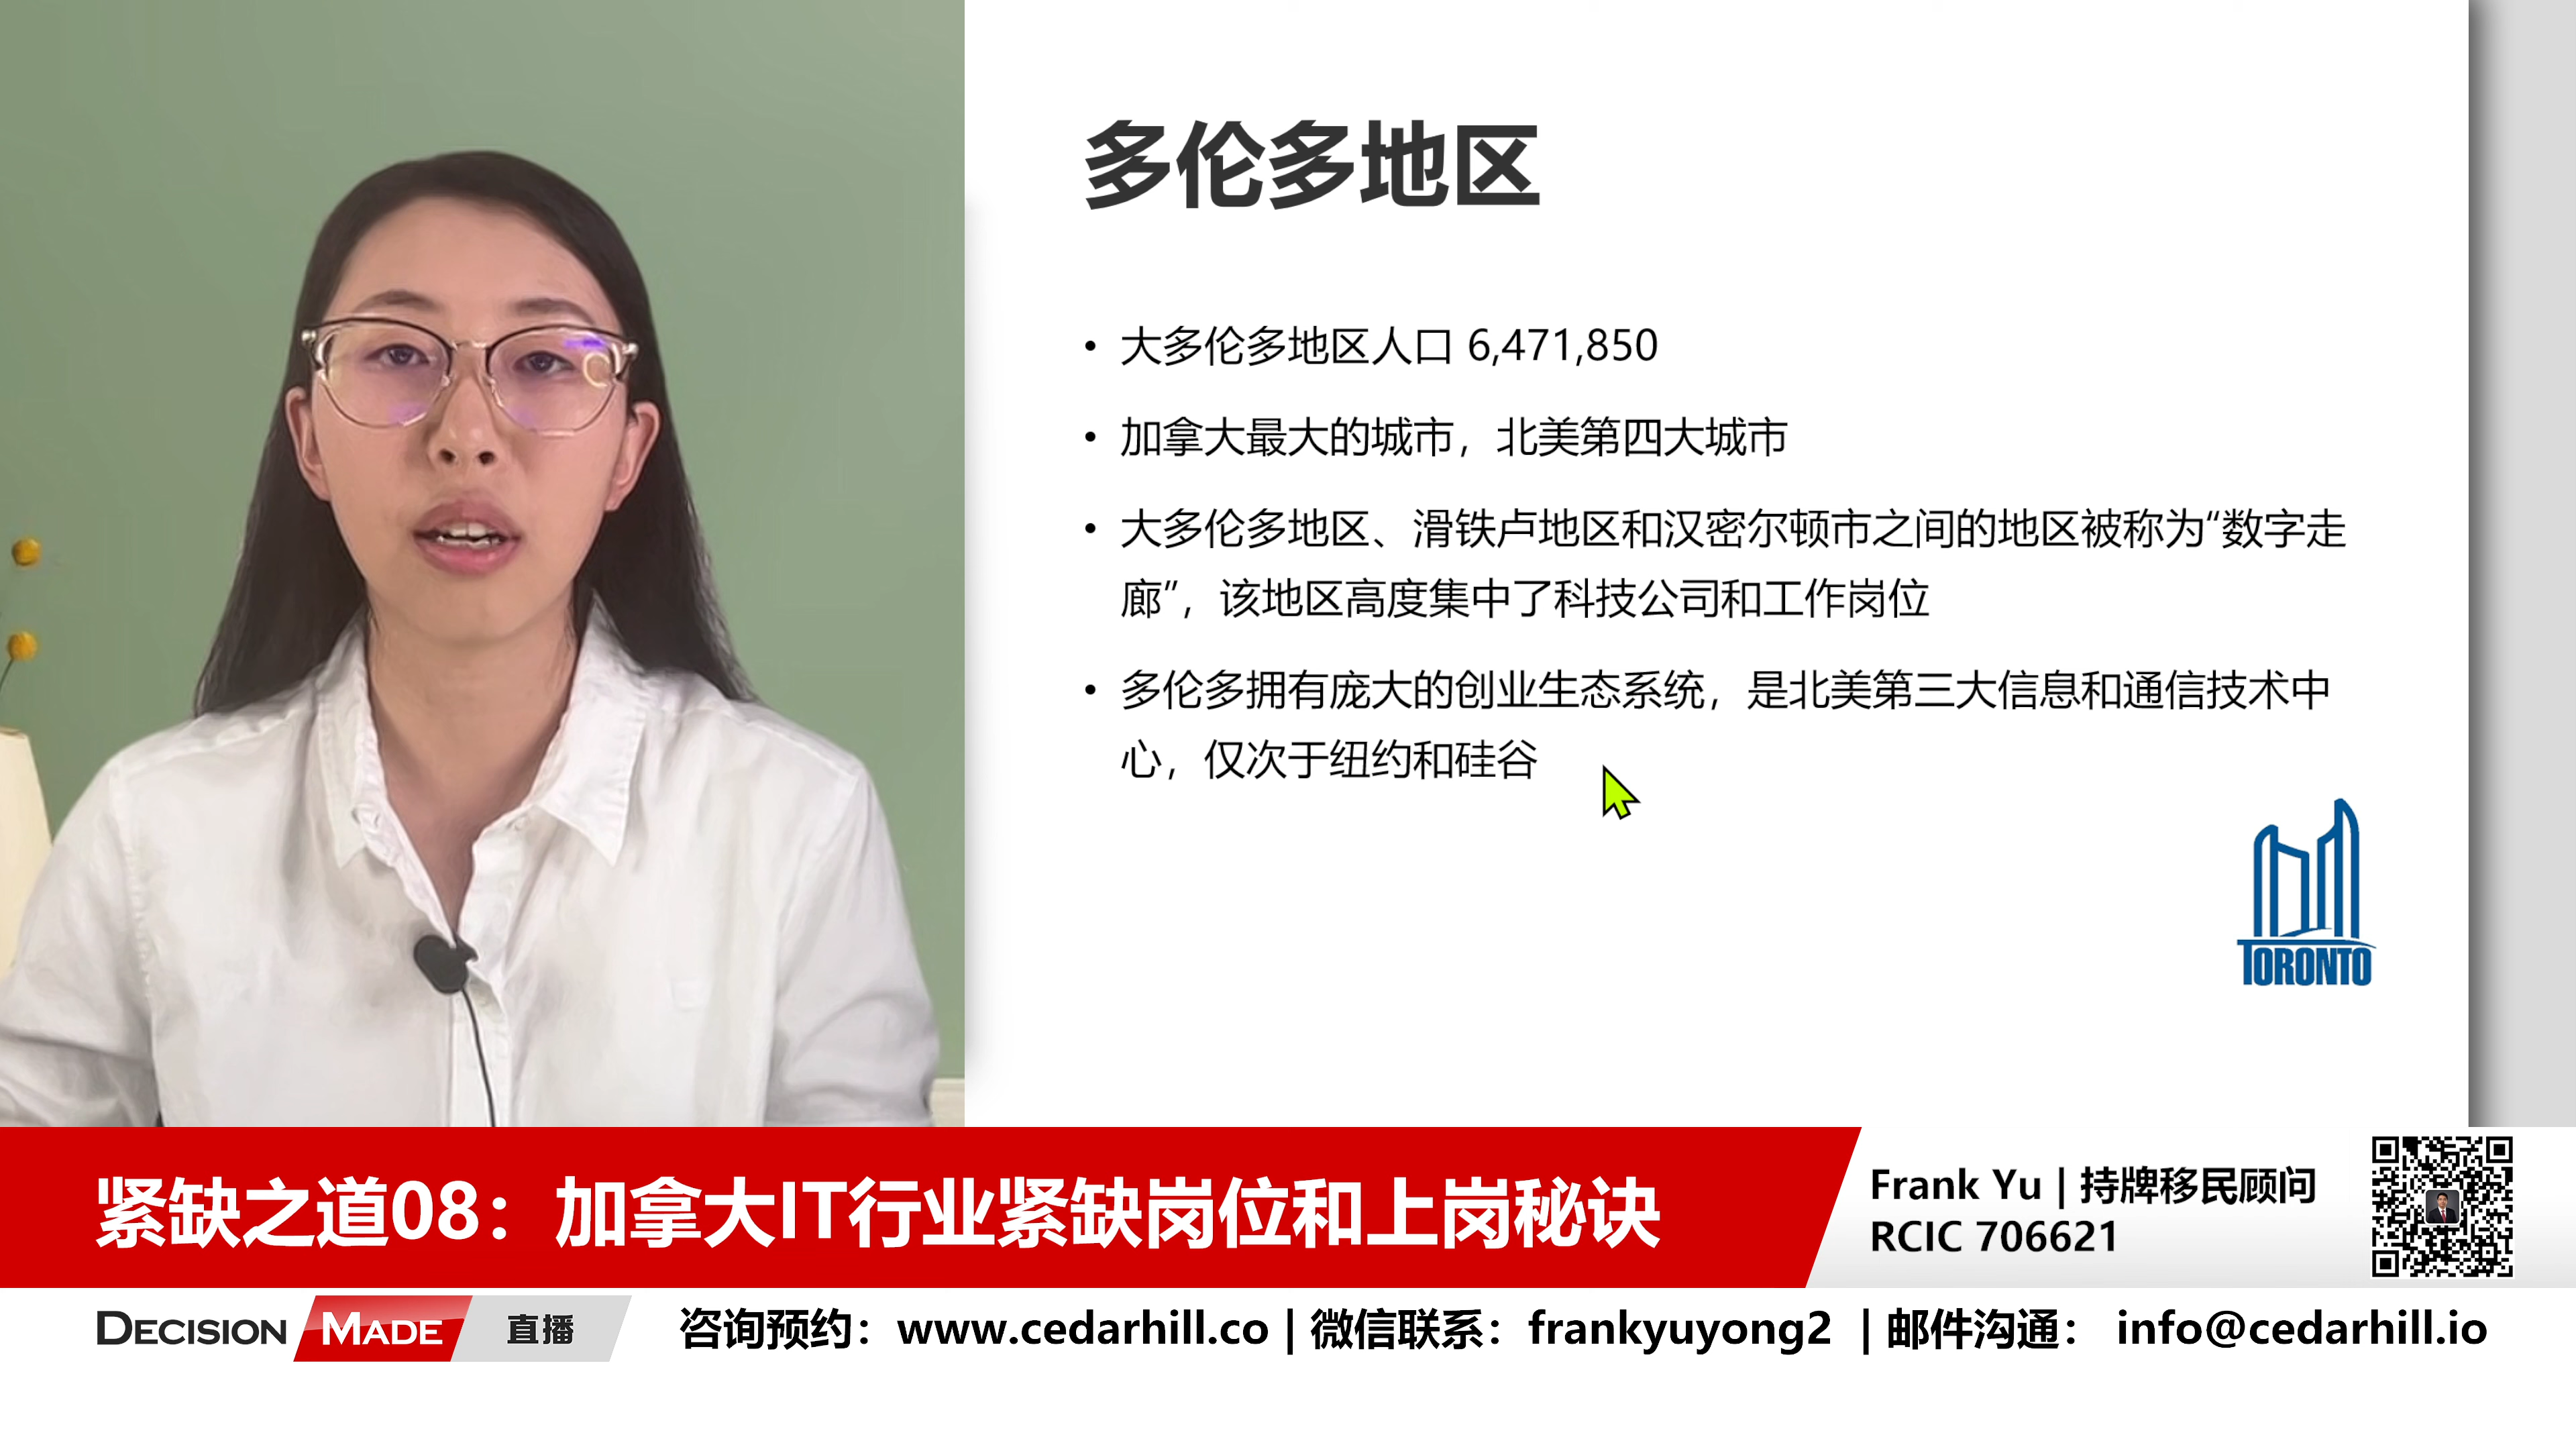 多伦多地区
• 大多伦多地区人口 6,471,850
• 加拿大最大的城市，北美第四大城市
• 大多伦多地区、滑铁卢地区和汉密尔顿市之间的地区被称为“数字走
廊”，该地区高度集中了科技公司和工作岗位
• 多伦多拥有庞大的创业生态系统，是北美第三大信息和通信技术中
心，仅次于纽约和硅谷
TORONTO
紧缺之道08：加拿大IT行业紧缺岗位和上岗秘诀
Frank Yu | 持牌移民顾问
RCIC 706621
DECISION MADE 直播
咨询预约：www.cedarhill.co | 微信联系：frankyuyong2 | 邮件沟通： info@cedarhill.io